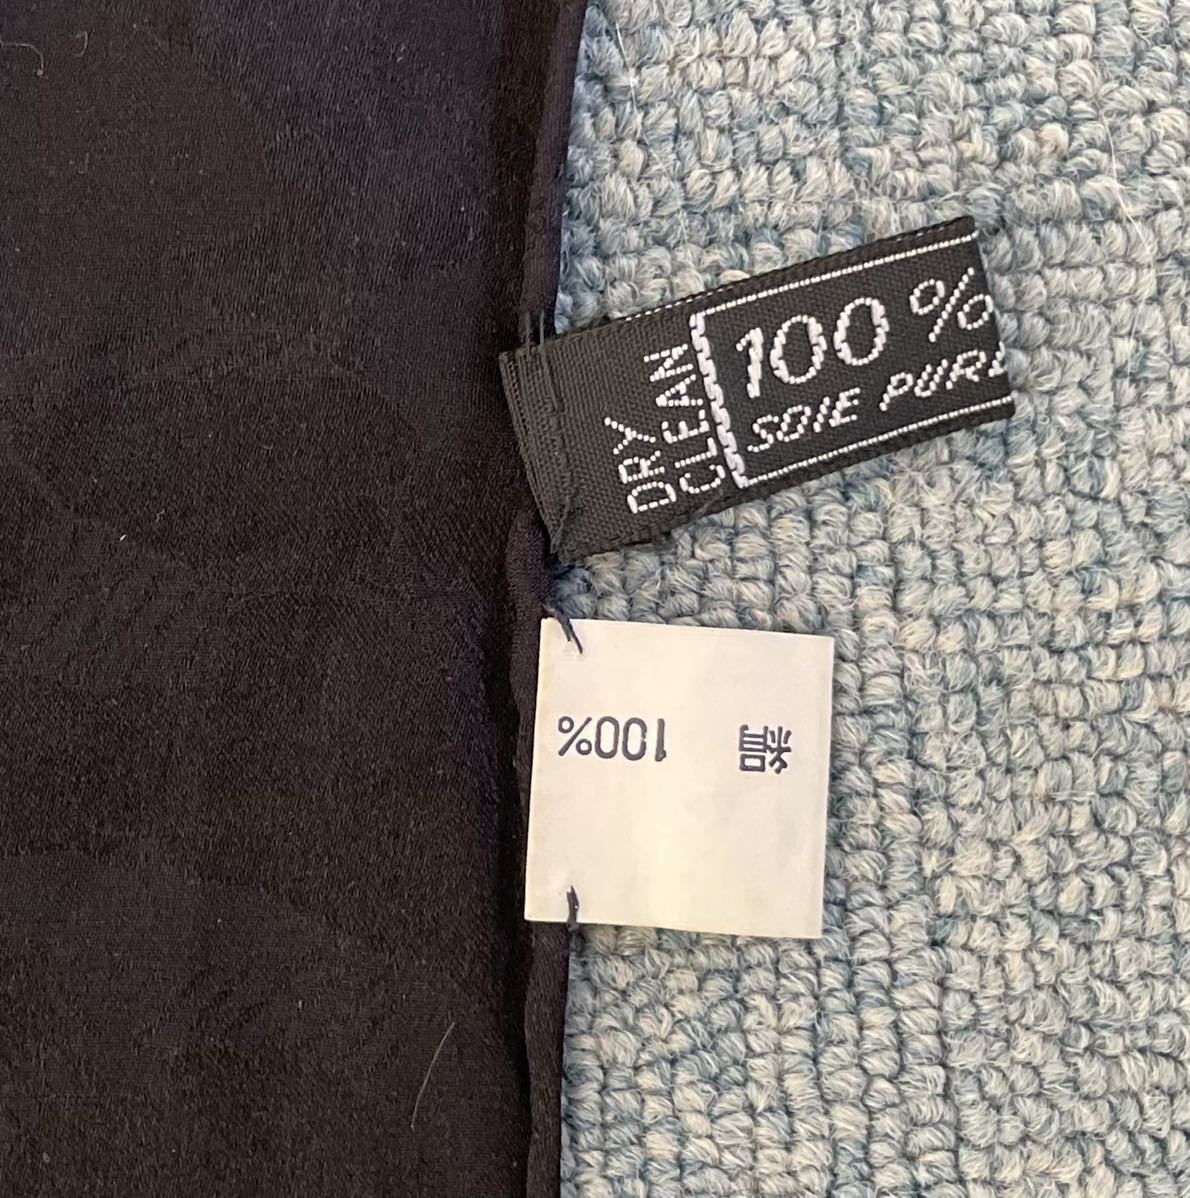 DRY
CLEAN
100%
SOIE PURE
絹 100%